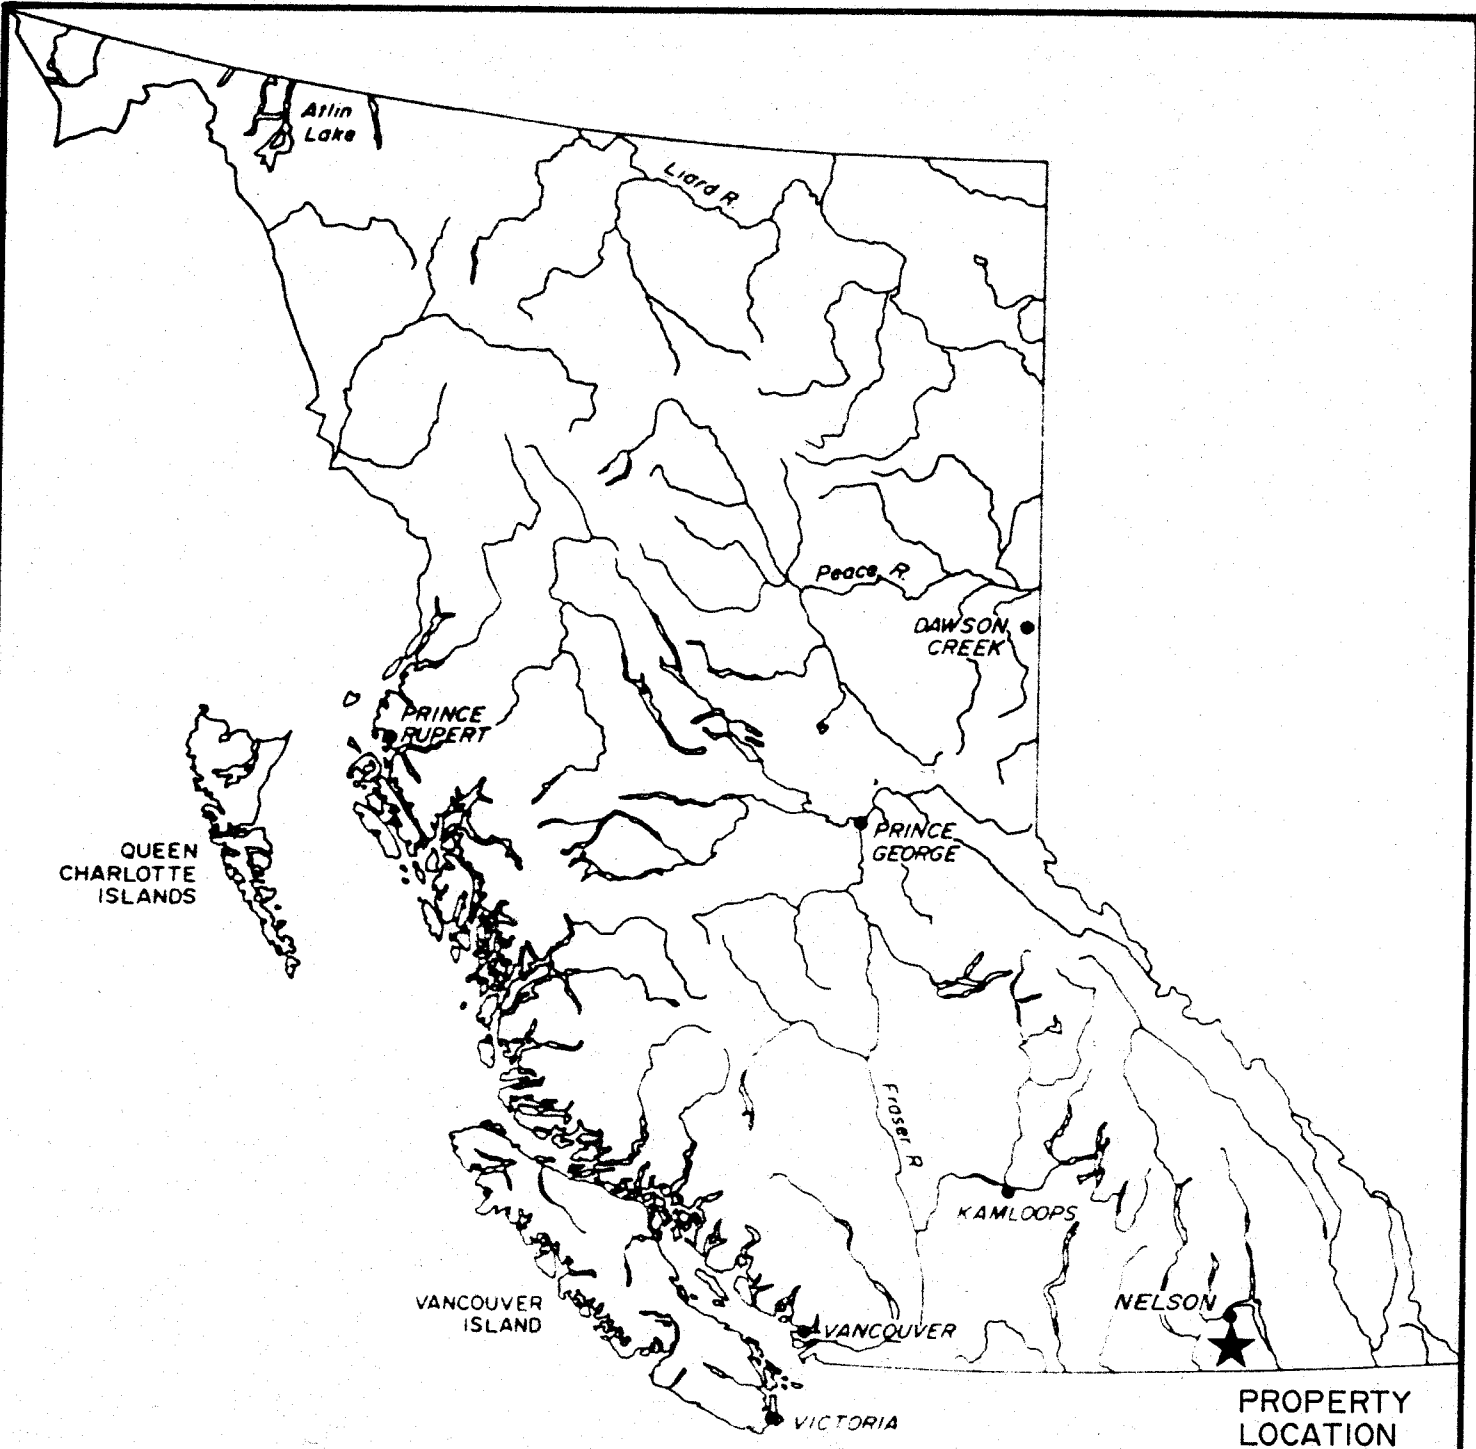 Atlin
Lake
Liard R.
Peace R.
DAWSON
CREEK
PRINCE
RUPERT
QUEEN
CHARLOTTE
ISLANDS
PRINCE
GEORGE
Fraser R
KAMLOOPS
NELSON
VANCOUVER
ISLAND
VANCOUVER
VICTORIA
PROPERTY
LOCATION